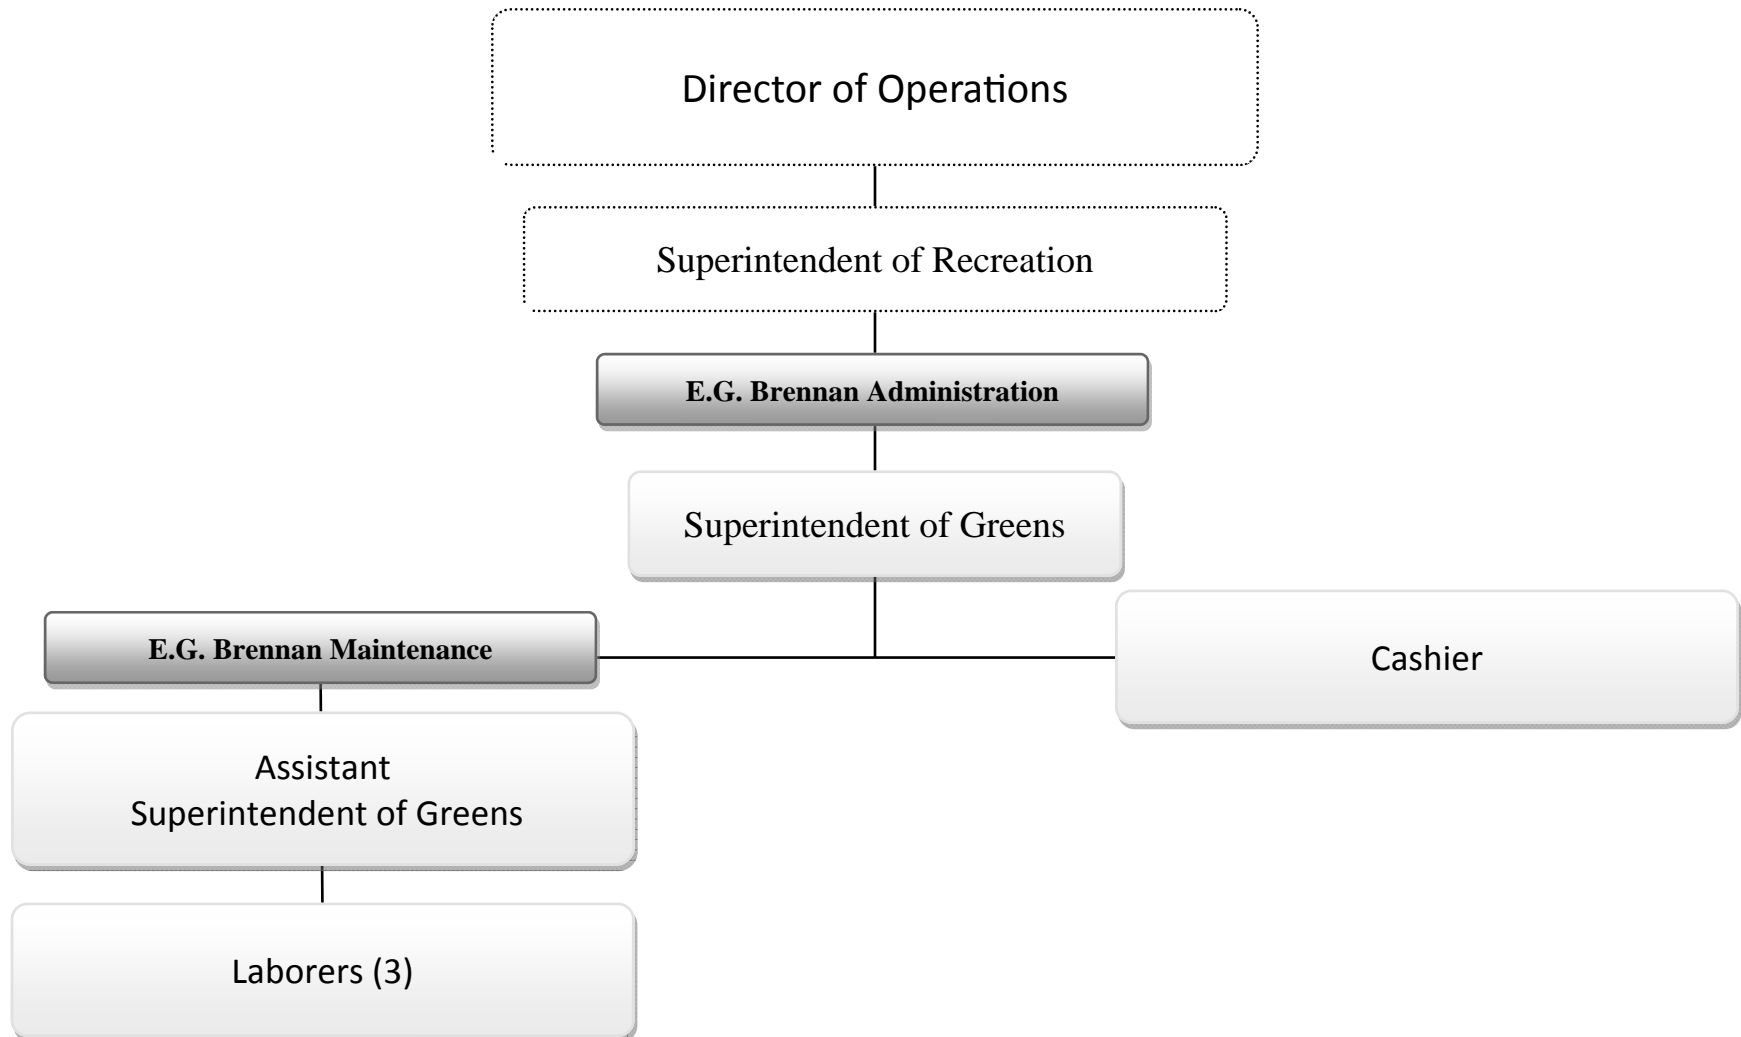 Director of Operations
Superintendent of Recreation
E.G. Brennan Administration
Superintendent of Greens
E.G. Brennan Maintenance
Cashier
Assistant
Superintendent of Greens
Laborers (3)